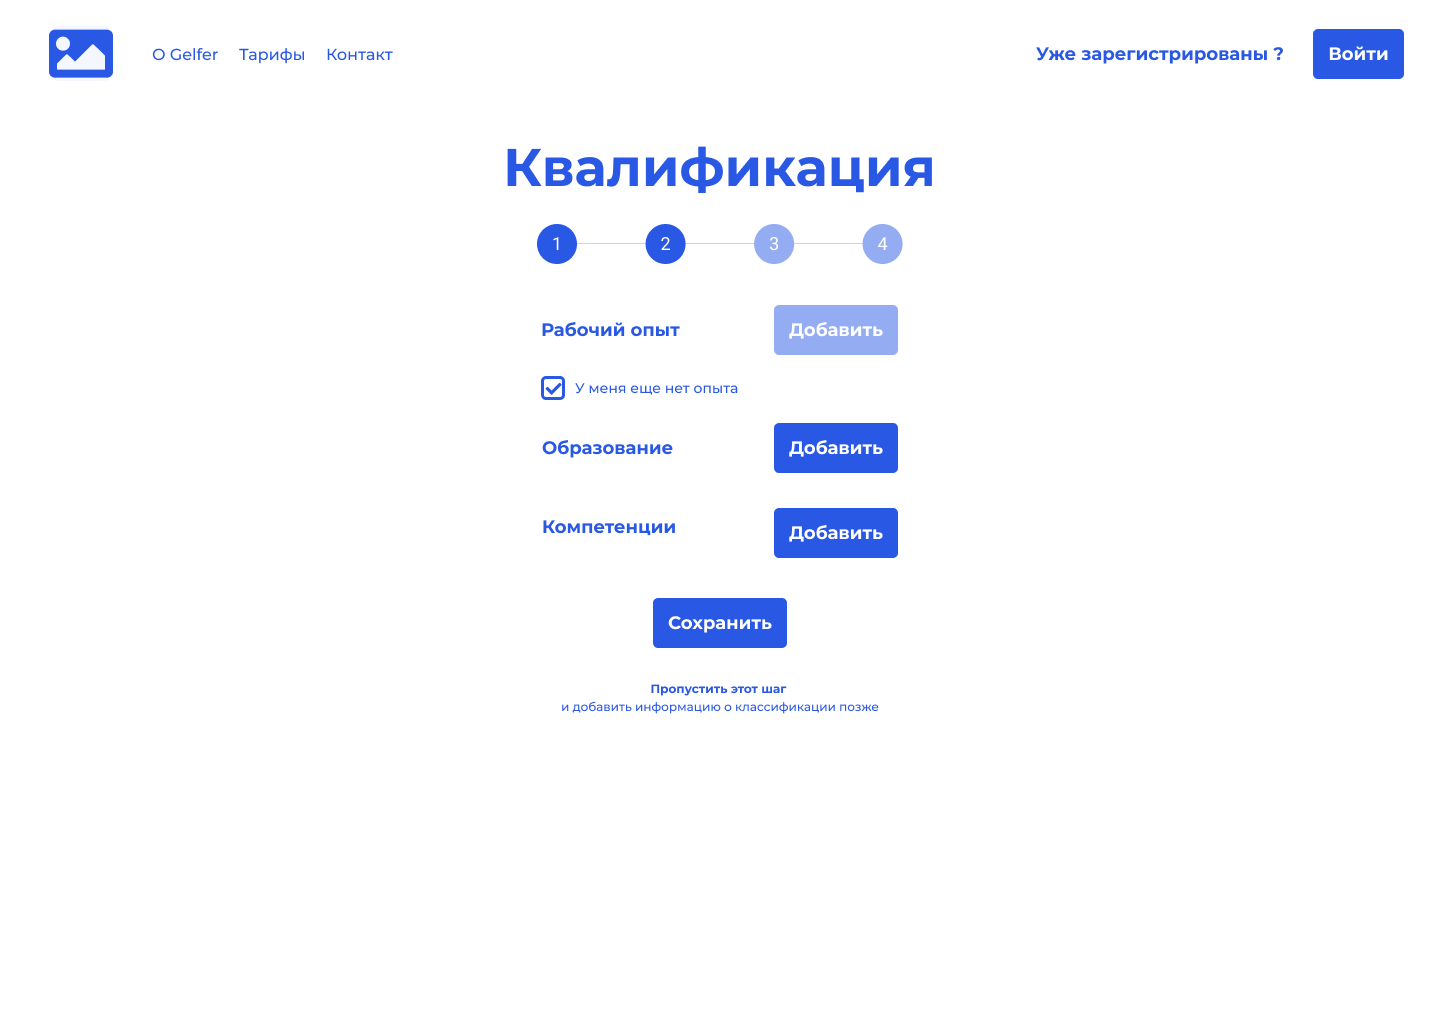 О Gelfer
Тарифы
Контакт
Уже зарегистрированы ?
Войти
Квалификация
1
2
3
4
Рабочий опыт
Добавить
У меня еще нет опыта
Образование
Добавить
Компетенции
Добавить
Сохранить
Пропустить этот шаг
и добавить информацию о классификации позже